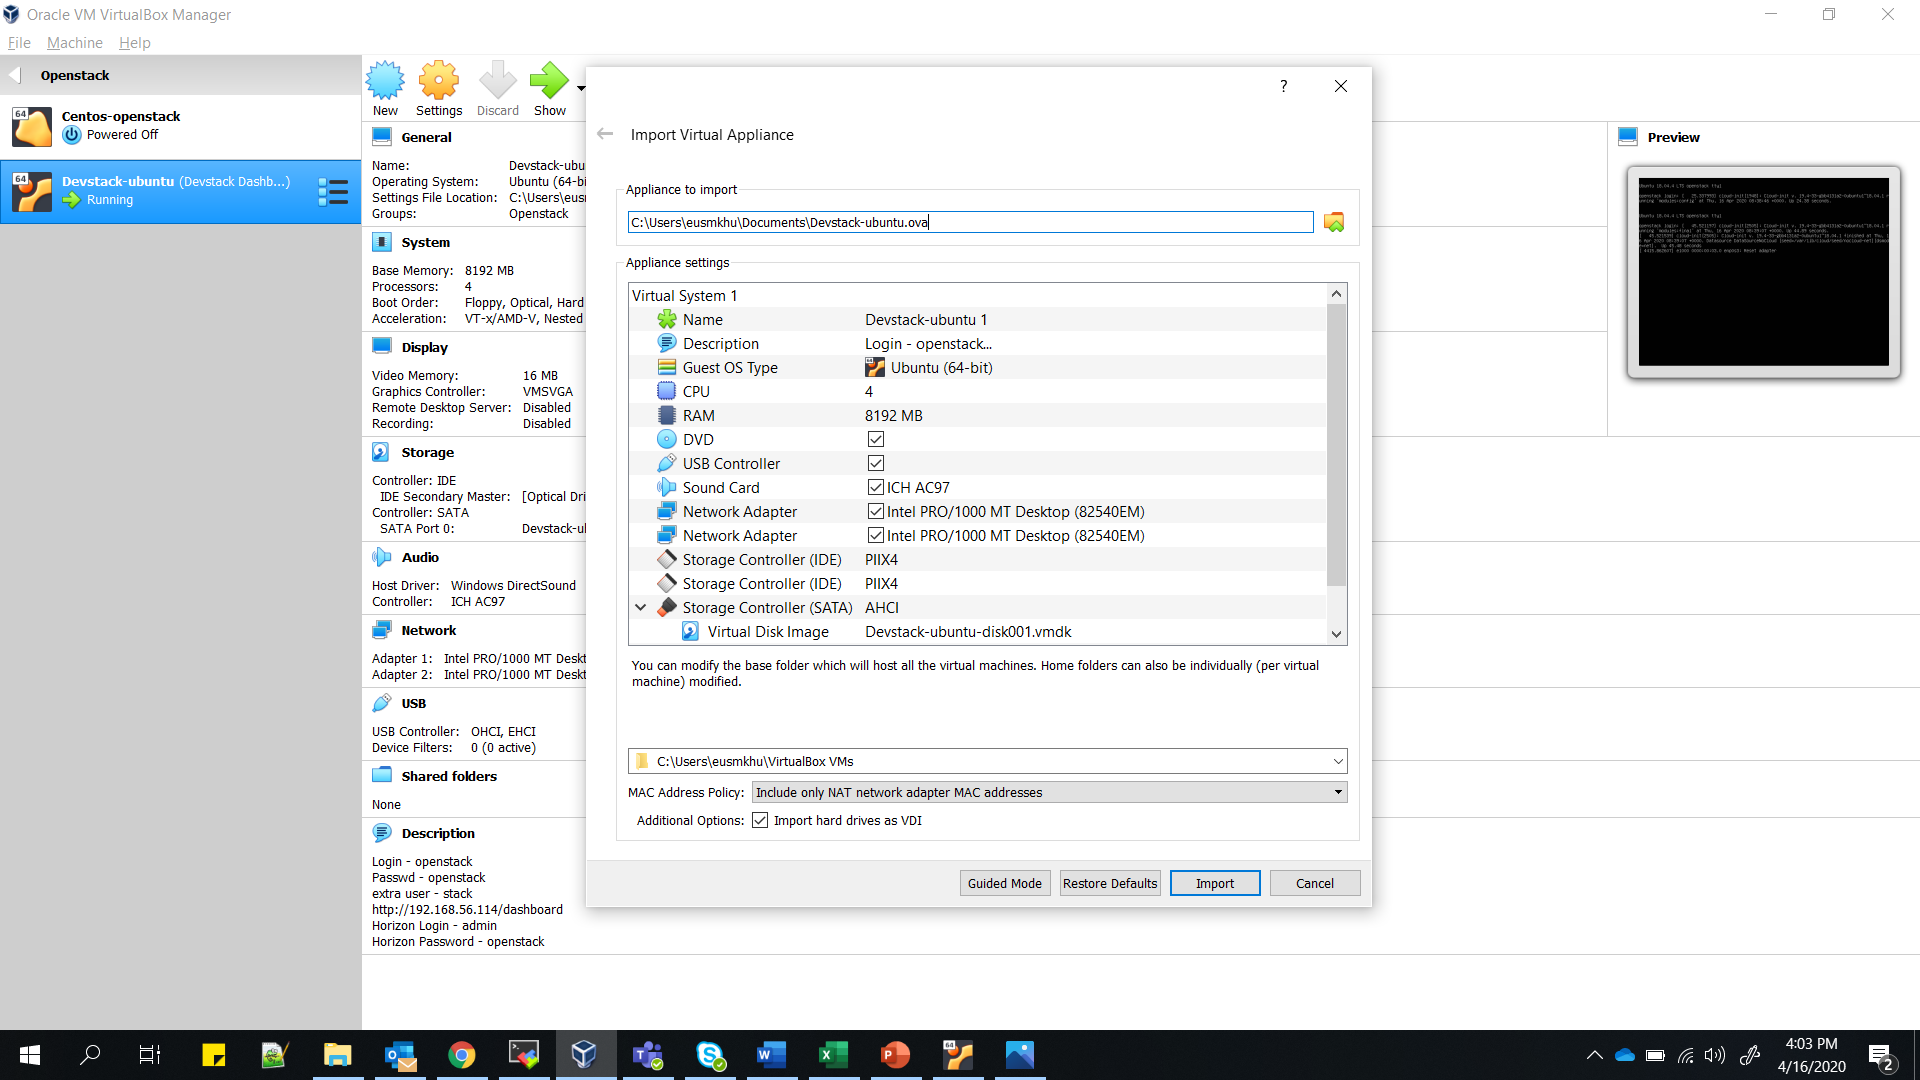 Oracle VM VirtualBox Manager
File Machine Help
Openstack
64
Centos-openstack
Powered Off
64
Devstack-ubuntu (Devstack Dashb...)
Running
New Settings Discard Show
General
Name: Devstack-ubu
Operating System: Ubuntu (64-bi
Settings File Location: C:\Users\eusm
Groups: Openstack
System
Base Memory: 8192 MB
Processors: 4
Boot Order: Floppy, Optical, Hard
Acceleration: VT-x/AMD-V, Nested
Display
Video Memory: 16 MB
Graphics Controller: VMSVGA
Remote Desktop Server: Disabled
Recording: Disabled
Storage
Controller: IDE
IDE Secondary Master: [Optical Dri
Controller: SATA
SATA Port 0: Devstack-u
Audio
Host Driver: Windows DirectSound
Controller: ICH AC97
Network
Adapter 1: Intel PRO/1000 MT Deskt
Adapter 2: Intel PRO/1000 MT Deskt
USB
USB Controller: OHCI, EHCI
Device Filters: 0 (0 active)
Shared folders
None
Description
Login - openstack
Passwd - openstack
extra user - stack
http://192.168.56.114/dashboard
Horizon Login - admin
Horizon Password - openstack
?
Import Virtual Appliance
Appliance to import
C:\Users\eusmkhu\Documents\Devstack-ubuntu.ova
Appliance settings
Virtual System 1
Name Devstack-ubuntu 1
Description Login - openstack...
Guest OS Type Ubuntu (64-bit)
CPU 4
RAM 8192 MB
DVD
USB Controller
Sound Card ICH AC97
Network Adapter Intel PRO/1000 MT Desktop (82540EM)
Network Adapter Intel PRO/1000 MT Desktop (82540EM)
Storage Controller (IDE) PIIX4
Storage Controller (IDE) PIIX4
Storage Controller (SATA) AHCI
Virtual Disk Image Devstack-ubuntu-disk001.vmdk
You can modify the base folder which will host all the virtual machines. Home folders can also be individually (per virtual
machine) modified.
C:\Users\eusmkhu\VirtualBox VMs
MAC Address Policy: Include only NAT network adapter MAC addresses
Additional Options: Import hard drives as VDI
Guided Mode Restore Defaults Import Cancel
Preview
4:03 PM
4/16/2020
2